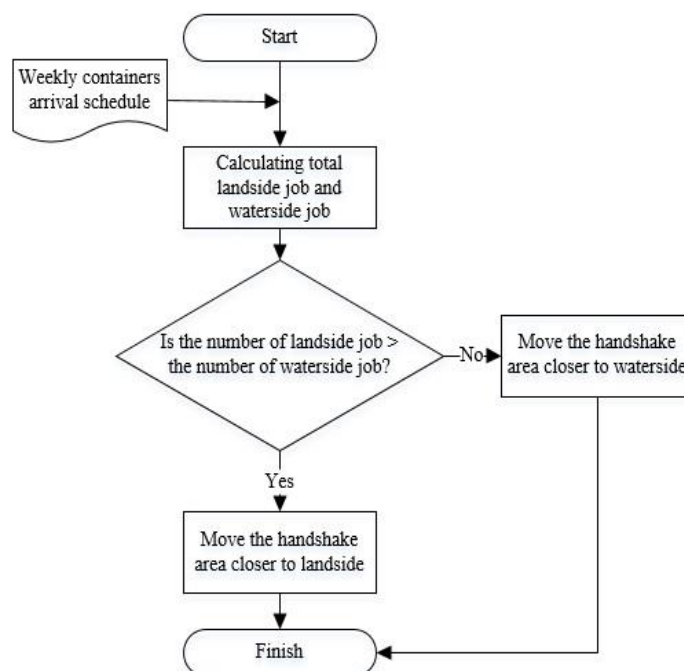 Start
Weekly containers
arrival schedule
Calculating total
landside job and
waterside job
Is the number of landside job >
the number of waterside job?
No
Move the handshake
area closer to waterside
Yes
Move the handshake
area closer to landside
Finish